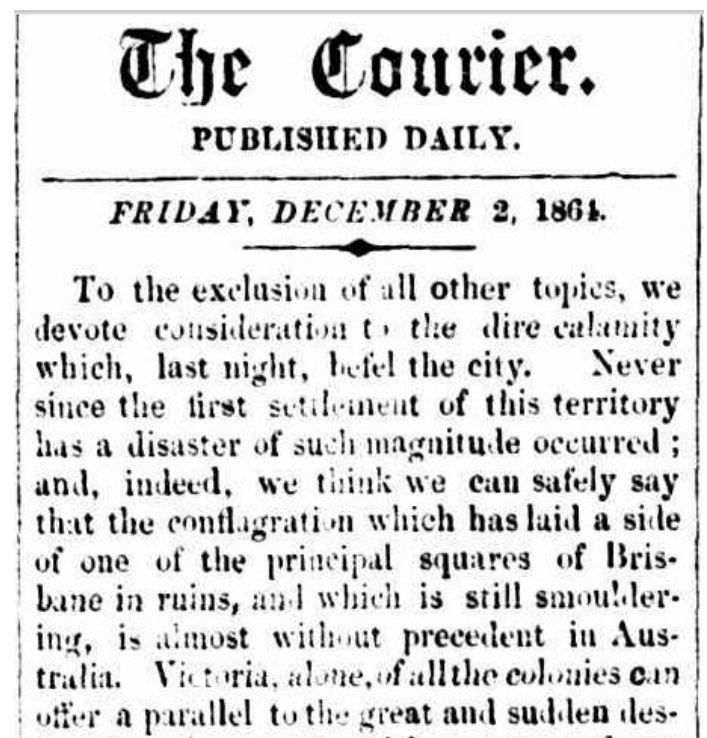 The Courier.
PUBLISHED DAILY.
FRIDAY, DECEMBER 2, 1864.
To the exclusion of all other topics, we
devote consideration to the dire calamity
which, last night, befel the city. Never
since the first settlement of this territory
has a disaster of such magnitude occurred ;
and, indeed, we think we can safely say
that the conflagration which has laid a side
of one of the principal squares of Bris-
bane in ruins, and which is still smoulder-
ing, is almost without precedent in Aus-
tralia. Victoria, alone, of all the colonies can
offer a parallel to the great and sudden des-